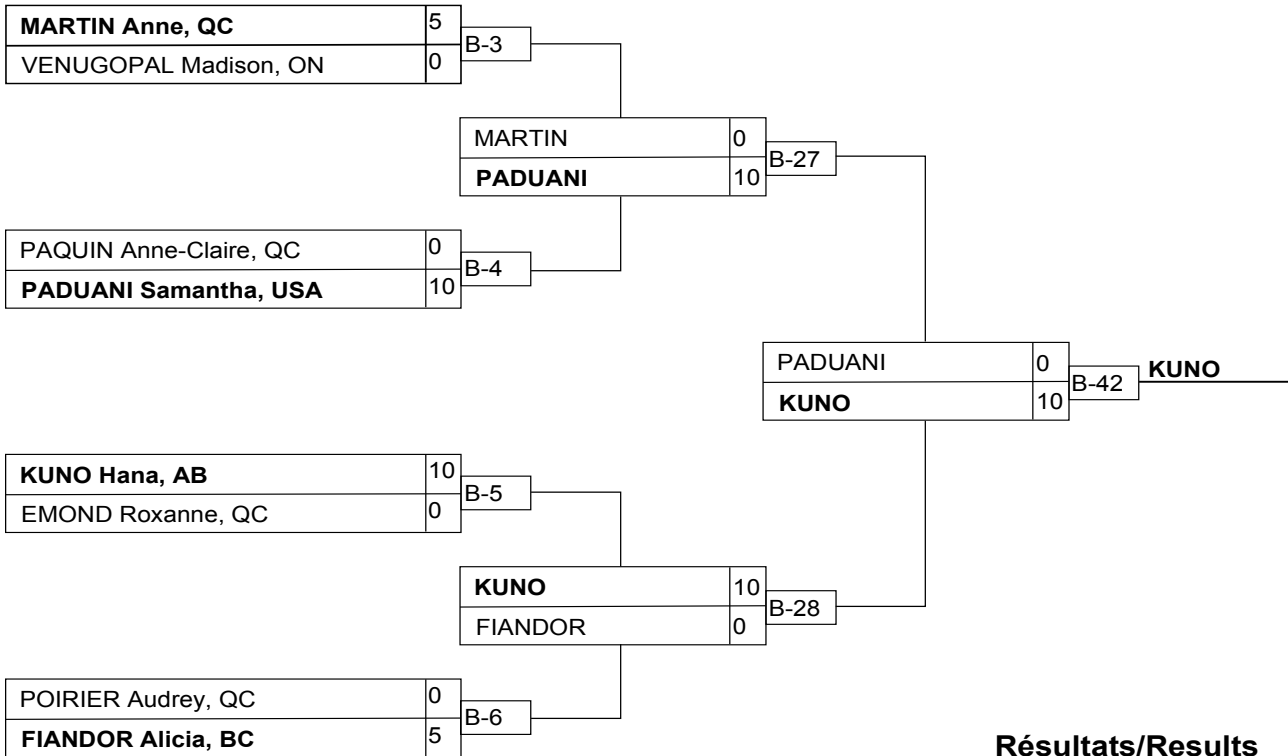 MARTIN Anne, QC 5
B-3
VENUGOPAL Madison, ON 0
MARTIN 0
B-27
PADUANI 10
PAQUIN Anne-Claire, QC 0
B-4
PADUANI Samantha, USA 10
PADUANI 0
B-42 KUNO
KUNO 10
KUNO Hana, AB 10
B-5
EMOND Roxanne, QC 0
KUNO 10
B-28
FIANDOR 0
POIRIER Audrey, QC 0
B-6
FIANDOR Alicia, BC 5
Résultats/Results